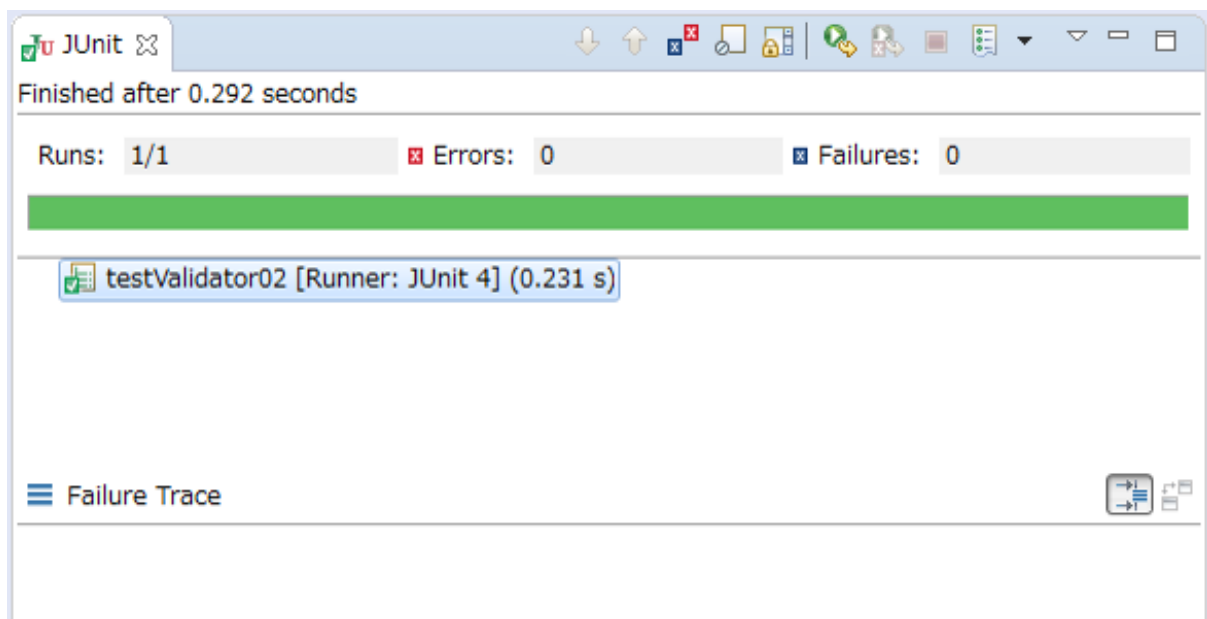 JUnit
Finished after 0.292 seconds
Runs: 1/1 Errors: 0 Failures: 0
testValidator02 [Runner: JUnit 4] (0.231 s)
Failure Trace